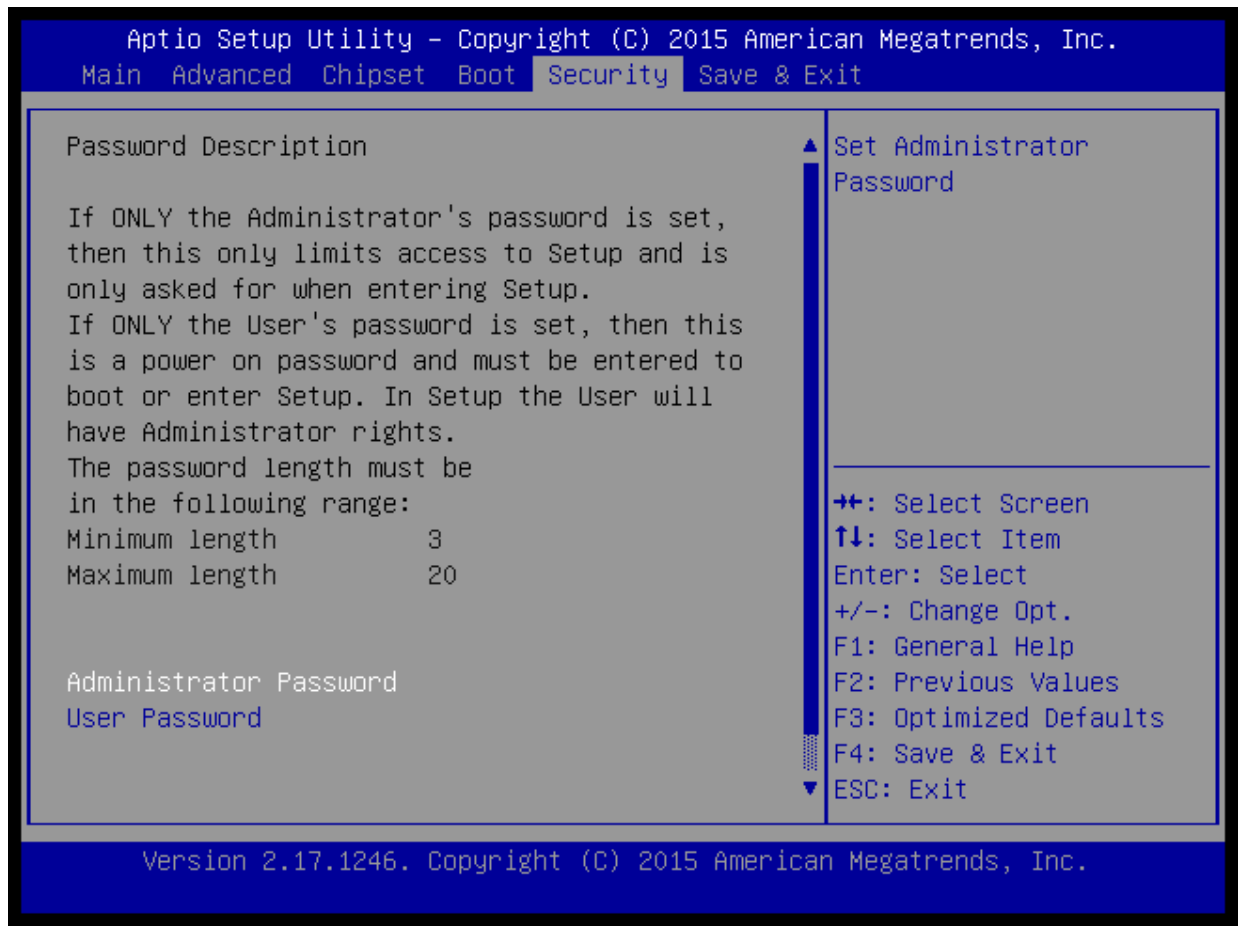 Aptio Setup Utility – Copyright (C) 2015 American Megatrends, Inc.
Main Advanced Chipset Boot Security Save & Exit
Password Description
If ONLY the Administrator's password is set,
then this only limits access to Setup and is
only asked for when entering Setup.
If ONLY the User's password is set, then this
is a power on password and must be entered to
boot or enter Setup. In Setup the User will
have Administrator rights.
The password length must be
in the following range:
Minimum length 3
Maximum length 20
Administrator Password
User Password
Set Administrator
Password
→←: Select Screen
↑↓: Select Item
Enter: Select
+/-: Change Opt.
F1: General Help
F2: Previous Values
F3: Optimized Defaults
F4: Save & Exit
ESC: Exit
Version 2.17.1246. Copyright (C) 2015 American Megatrends, Inc.